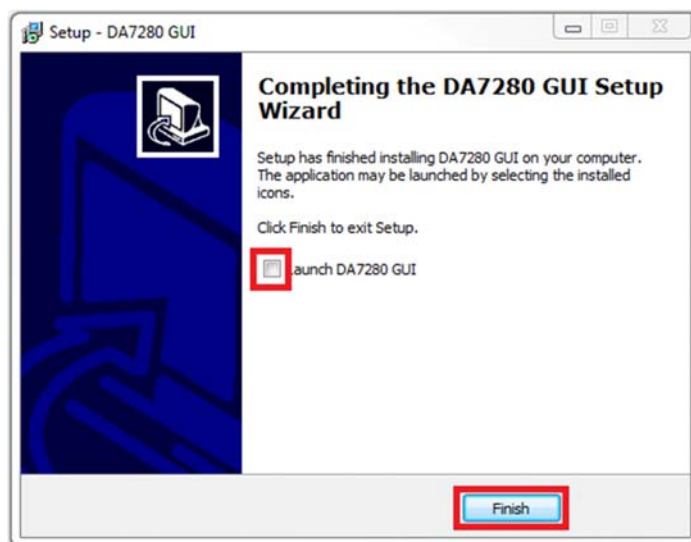 Setup - DA7280 GUI
Completing the DA7280 GUI Setup
Wizard
Setup has finished installing DA7280 GUI on your computer.
The application may be launched by selecting the installed
icons.
Click Finish to exit Setup.
Launch DA7280 GUI
Finish